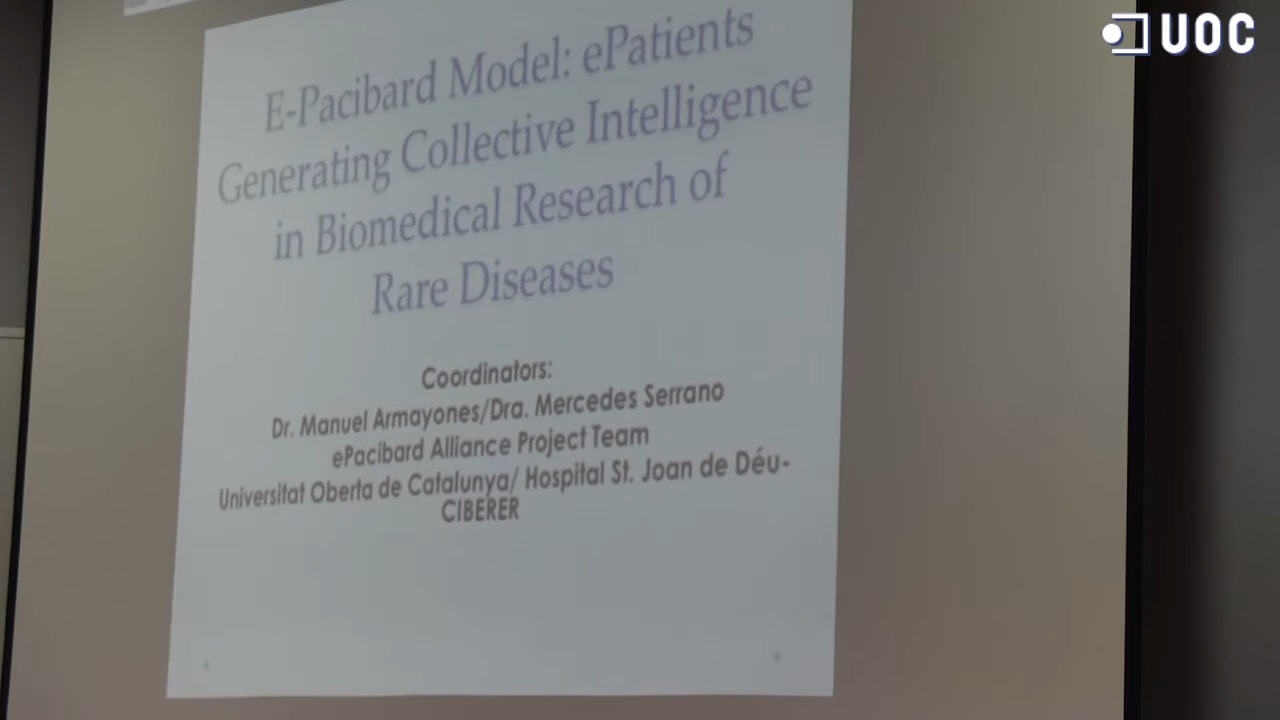 UOC
E-Pacibard Model: ePatients
Generating Collective Intelligence
in Biomedical Research of
Rare Diseases
Coordinators:
Dr. Manuel Armayones/Dra. Mercedes Serrano
ePacibard Alliance Project Team
Universitat Oberta de Catalunya/ Hospital St. Joan de Déu-
CIBERER